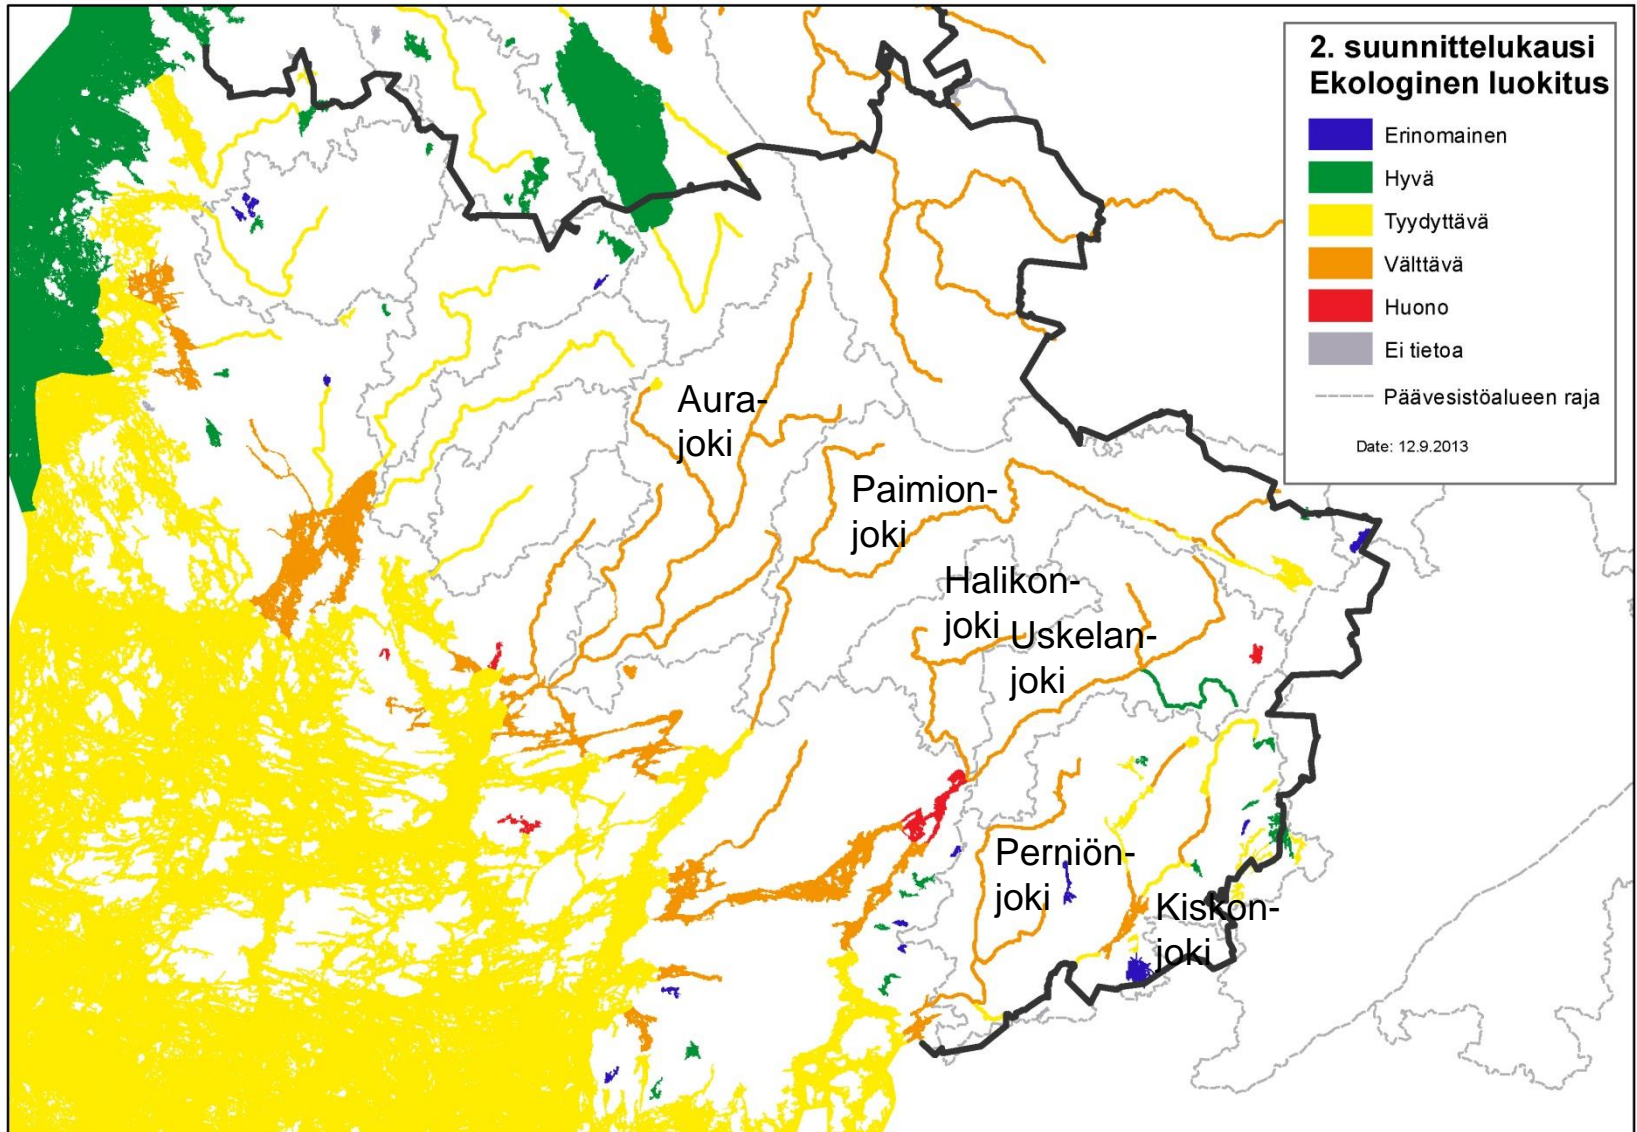 2. suunnittelukausi
Ekologinen luokitus
Erinomainen
Hyvä
Tyydyttävä
Välttävä
Huono
Ei tietoa
Päävesistöalueen raja
Date: 12.9.2013
Aura-
joki
Paimion-
joki
Halikon-
joki
Uskelan-
joki
Perniön-
joki
Kiskon-
joki